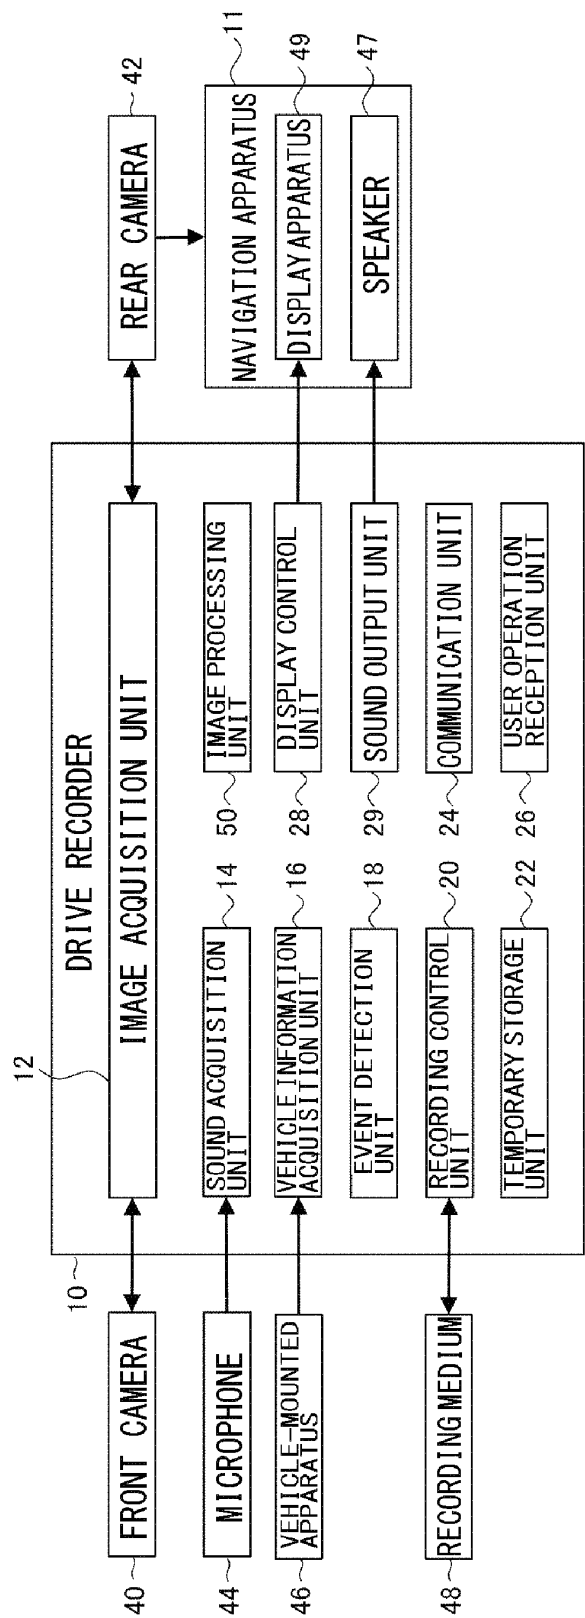 DRIVE RECORDER
10
12
IMAGE ACQUISITION UNIT
FRONT CAMERA
40
REAR CAMERA
42
MICROPHONE
44
SOUND ACQUISITION
UNIT
14
VEHICLE-MOUNTED
APPARATUS
46
VEHICLE INFORMATION
ACQUISITION UNIT
16
EVENT DETECTION
UNIT
18
RECORDING MEDIUM
48
RECORDING CONTROL
UNIT
20
TEMPORARY STORAGE
UNIT
22
50
IMAGE PROCESSING
UNIT
28
DISPLAY CONTROL
UNIT
29
SOUND OUTPUT UNIT
24
COMMUNICATION UNIT
26
USER OPERATION
RECEPTION UNIT
NAVIGATION APPARATUS
11
DISPLAY APPARATUS
49
SPEAKER
47